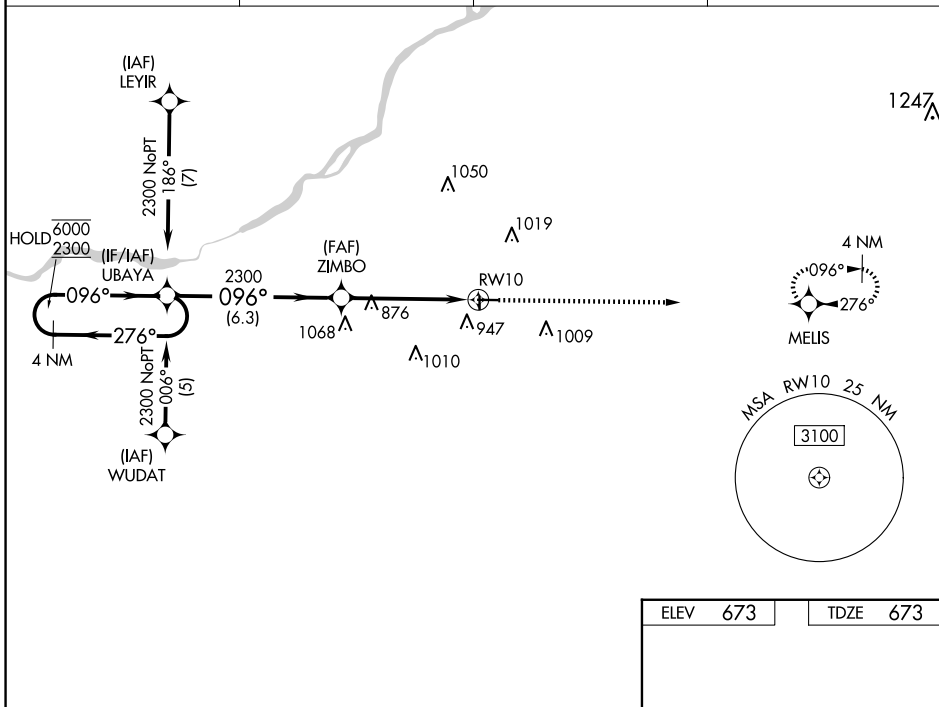 (IAF)
LEYIR
1247
2300 NoPT
186°
(7)
1050
1019
HOLD
6000
2300
(IF/IAF)
UBAYA
(FAF)
ZIMBO
4 NM
096°
2300
096°
(6.3)
RW10
096°
276°
876
1068
947
1009
276°
4 NM
1010
MELIS
2300 NoPT
006°
(5)
(IAF)
WUDAT
MSA RW10 25 NM
3100
ELEV 673
TDZE 673